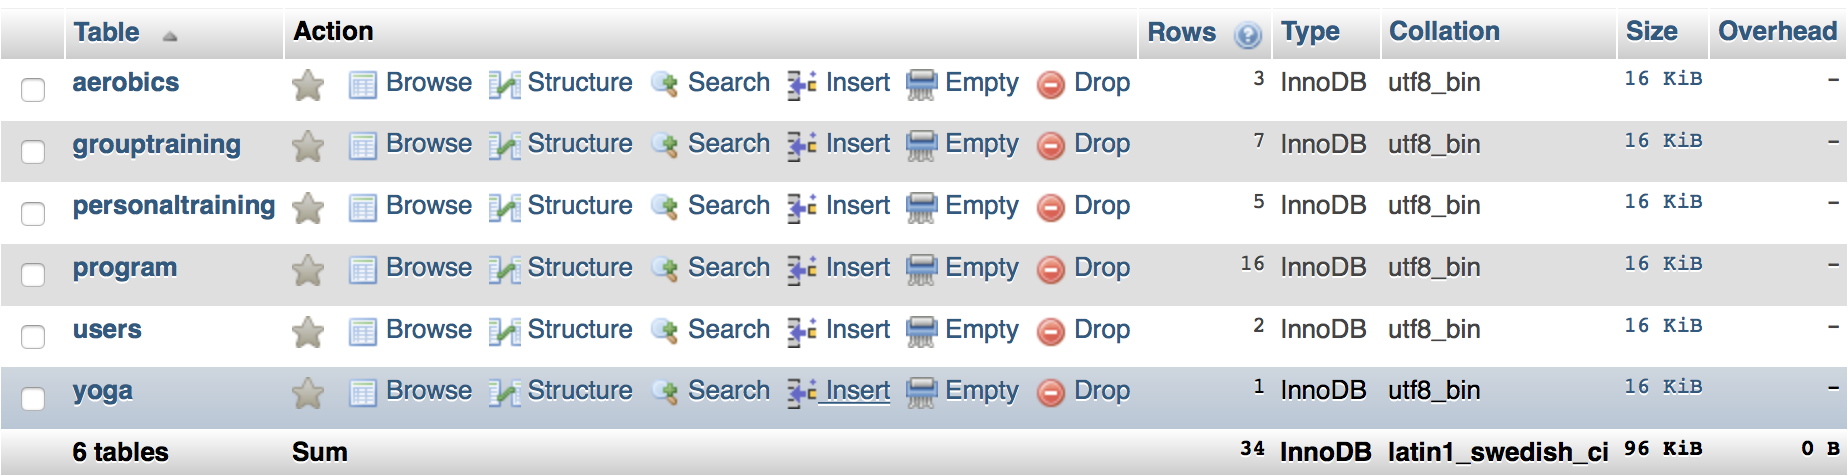 Table Action Rows Type Collation Size Overhead
aerobics Browse Structure Search Insert Empty Drop 3 InnoDB utf8_bin 16 KiB –
grouptraining Browse Structure Search Insert Empty Drop 7 InnoDB utf8_bin 16 KiB –
personaltraining Browse Structure Search Insert Empty Drop 5 InnoDB utf8_bin 16 KiB –
program Browse Structure Search Insert Empty Drop 16 InnoDB utf8_bin 16 KiB –
users Browse Structure Search Insert Empty Drop 2 InnoDB utf8_bin 16 KiB –
yoga Browse Structure Search Insert Empty Drop 1 InnoDB utf8_bin 16 KiB –
6 tables Sum 34 InnoDB latin1_swedish_ci 96 KiB 0 B